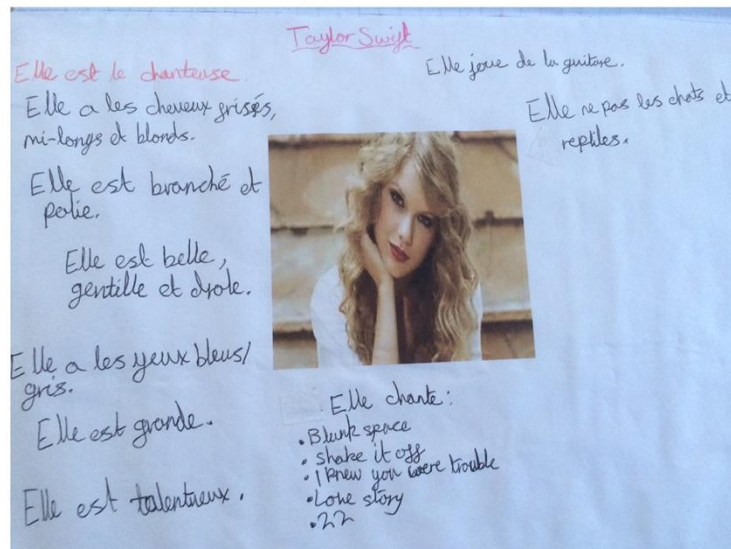 Taylor Swift
Elle est le chanteuse.
Elle joue de la guitare.
Elle a les cheveux grisés,
mi-longs et blonds.
Elle ne pas les chats et
reptiles.
Elle est branché et
polie.
Elle est belle,
gentille et drole.
Elle a les yeux bleus/
gris.
Elle est grande.
Elle est talentueux.
Elle chante:
• Blank space
• Shake it off
• I knew you were trouble
• Love story
• 22